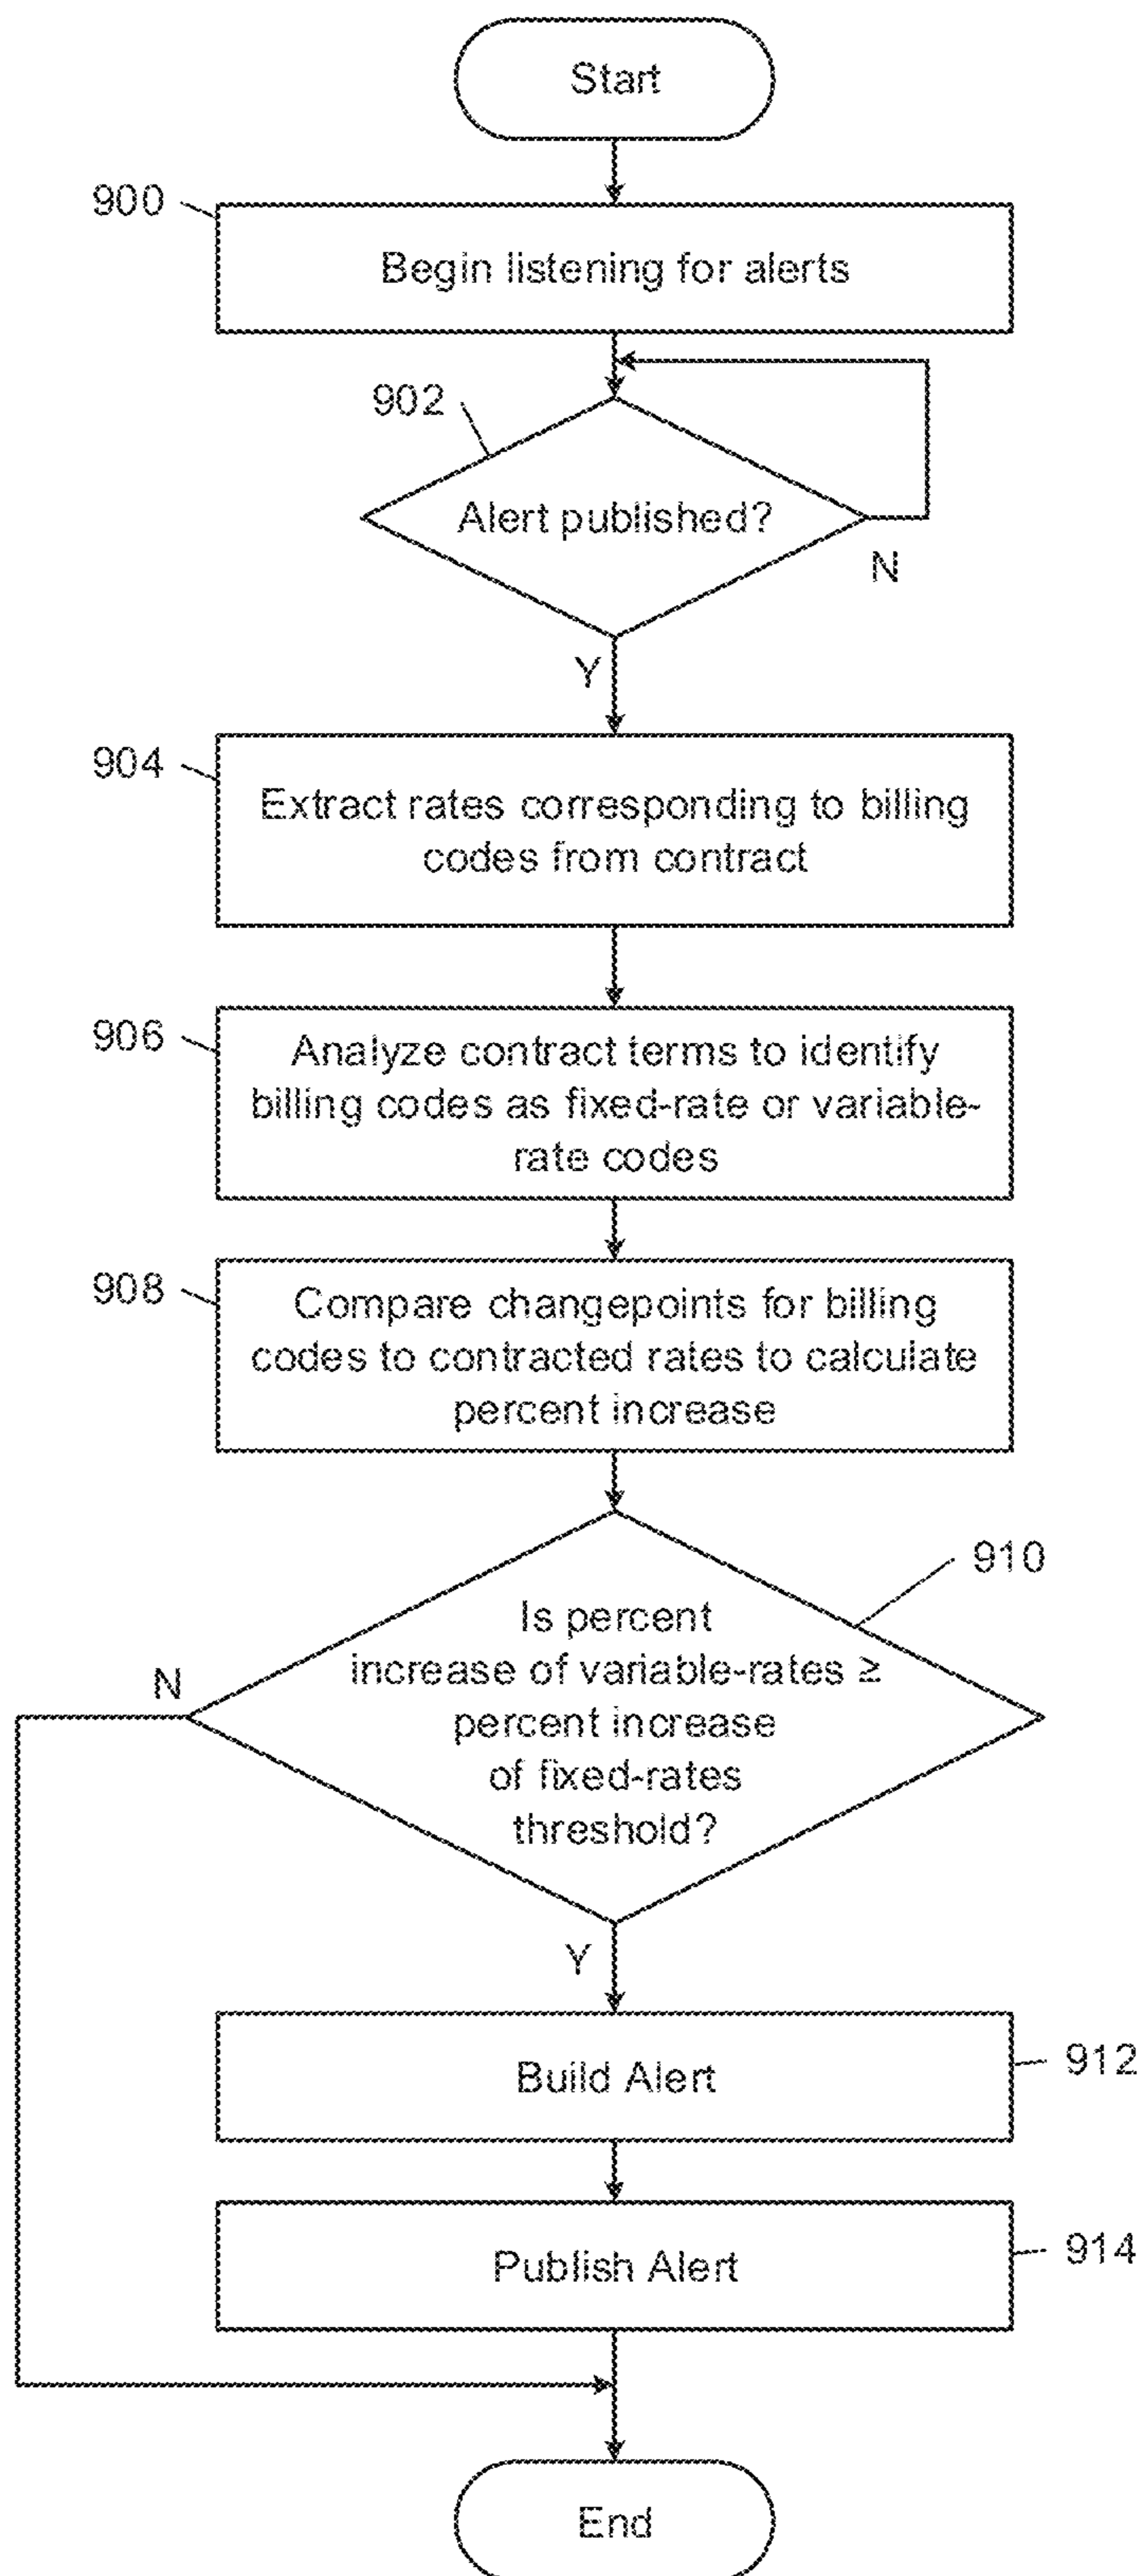 Start
900
Begin listening for alerts
902
Alert published?
N
Y
904
Extract rates corresponding to billing
codes from contract
906
Analyze contract terms to identify
billing codes as fixed-rate or variable-
rate codes
908
Compare changepoints for billing
codes to contracted rates to calculate
percent increase
910
Is percent
increase of variable-rates ≥
percent increase
of fixed-rates
threshold?
N
Y
Build Alert
912
Publish Alert
914
End